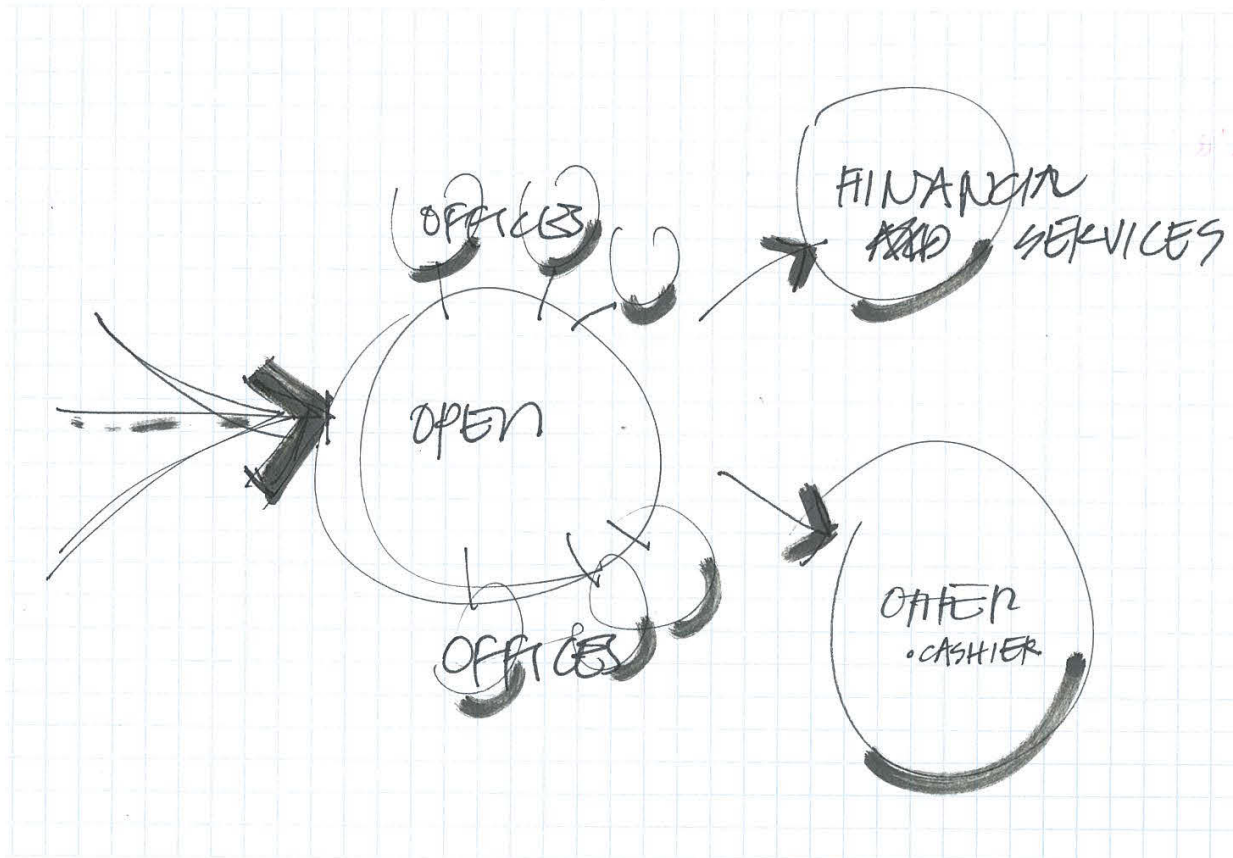 OFFICES
FINANCIAL
SERVICES
OPEN
OFFICES
OTHER
• CASHIER